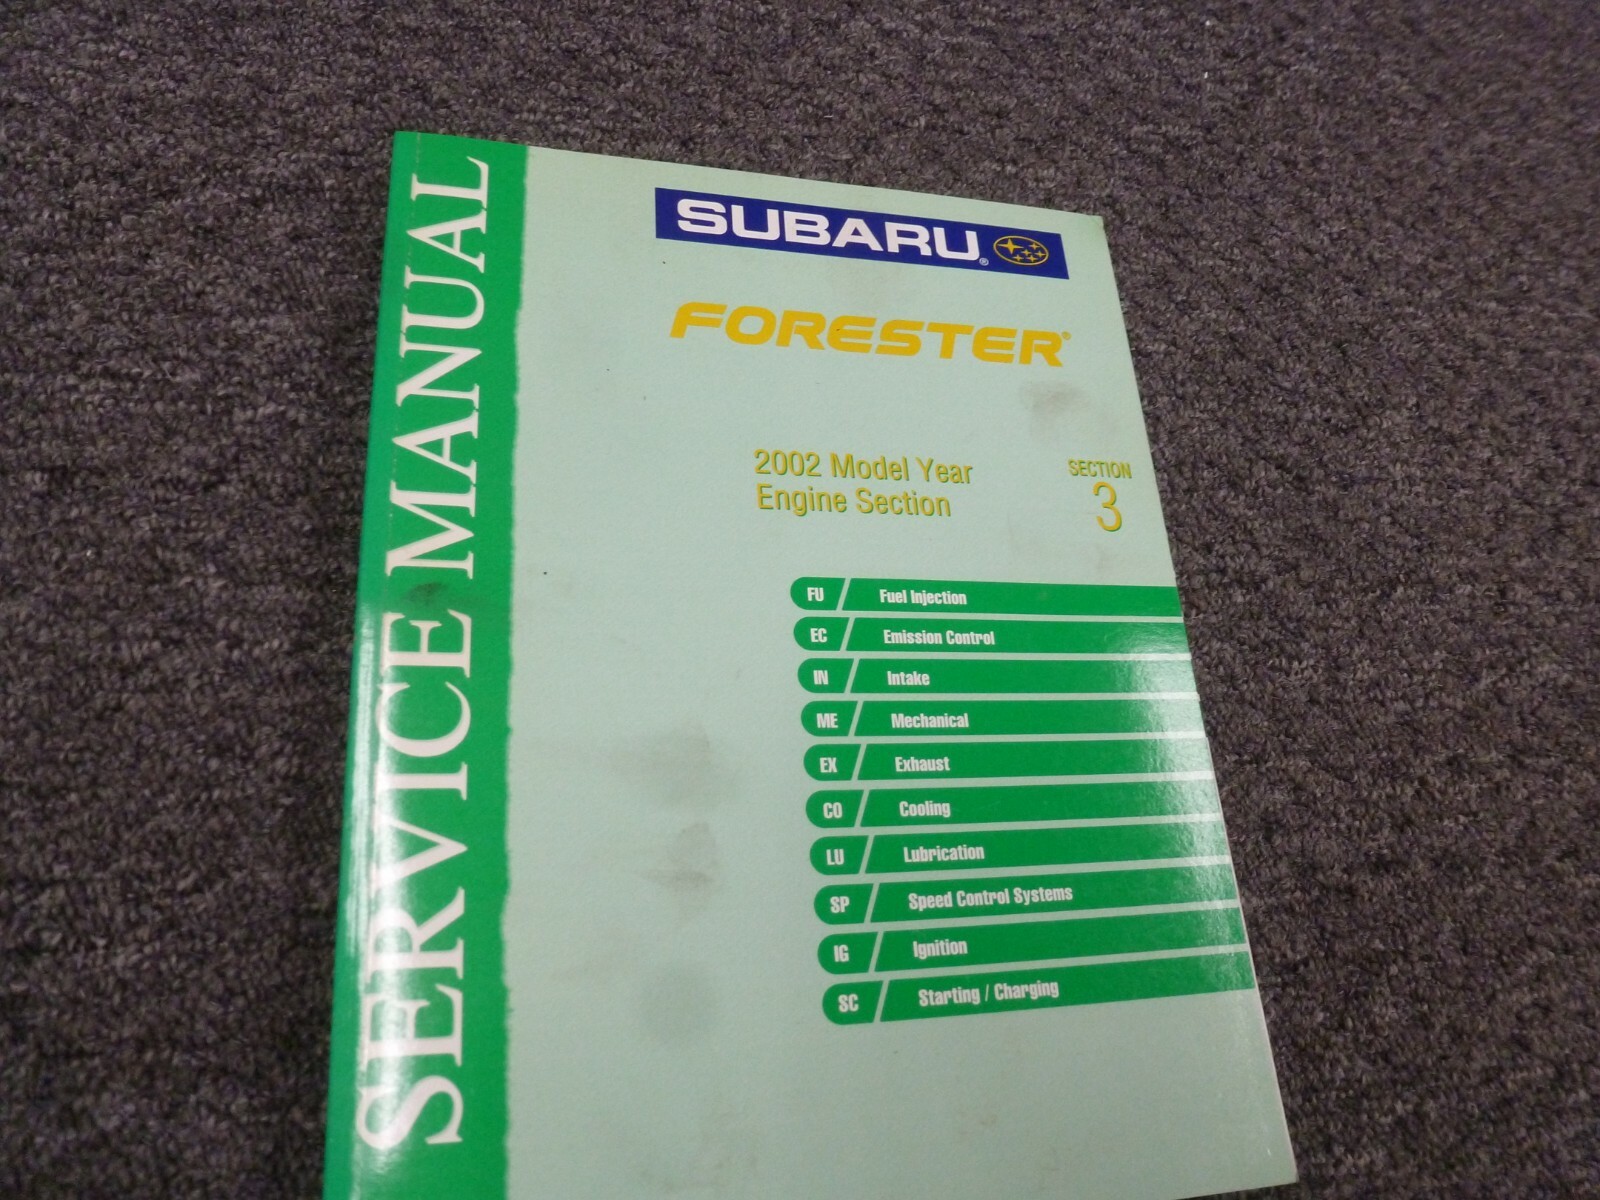 SERVICE MANUAL
SUBARU®
FORESTER®
2002 Model Year
Engine Section
SECTION
3
FU Fuel Injection
EC Emission Control
IN Intake
ME Mechanical
EX Exhaust
CO Cooling
LU Lubrication
SP Speed Control Systems
IG Ignition
SC Starting / Charging